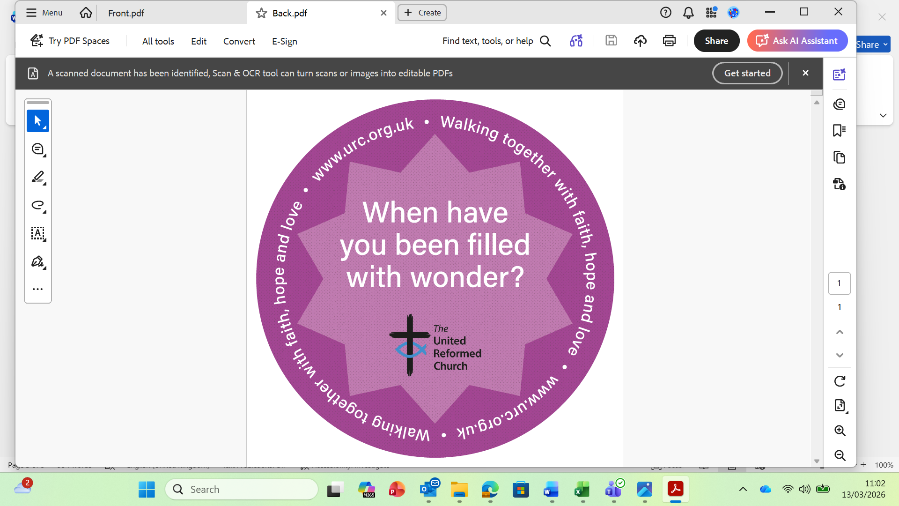 Menu
Front.pdf
Back.pdf
Create
Try PDF Spaces
All tools
Edit
Convert
E-Sign
Find text, tools, or help
Share
Ask AI Assistant
Share
A scanned document has been identified, Scan & OCR tool can turn scans or images into editable PDFs
Get started
www.urc.org.uk • Walking together with faith, hope and love •
www.urc.org.uk • Walking together with faith, hope and love •
When have
you been filled
with wonder?
The
United
Reformed
Church
1
1
100%
2
Search
11:02
13/03/2026